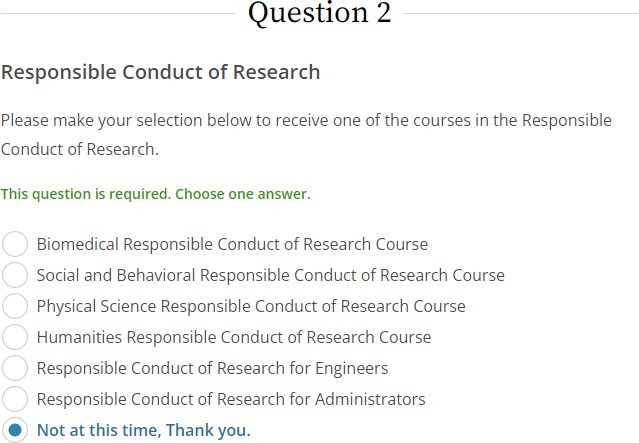 Question 2
Responsible Conduct of Research
Please make your selection below to receive one of the courses in the Responsible
Conduct of Research.
This question is required. Choose one answer.
Biomedical Responsible Conduct of Research Course
Social and Behavioral Responsible Conduct of Research Course
Physical Science Responsible Conduct of Research Course
Humanities Responsible Conduct of Research Course
Responsible Conduct of Research for Engineers
Responsible Conduct of Research for Administrators
Not at this time, Thank you.